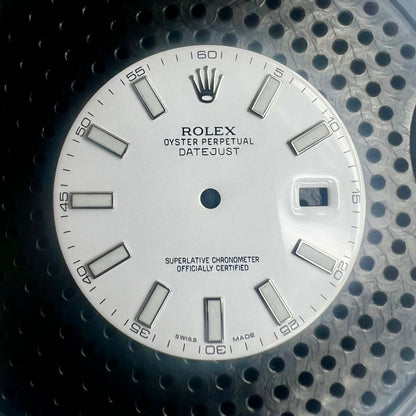 60
5
10
15
20
25
30
35
40
45
50
55
ROLEX
OYSTER PERPETUAL
DATEJUST
SUPERLATIVE CHRONOMETER
OFFICIALLY CERTIFIED
SWISS MADE